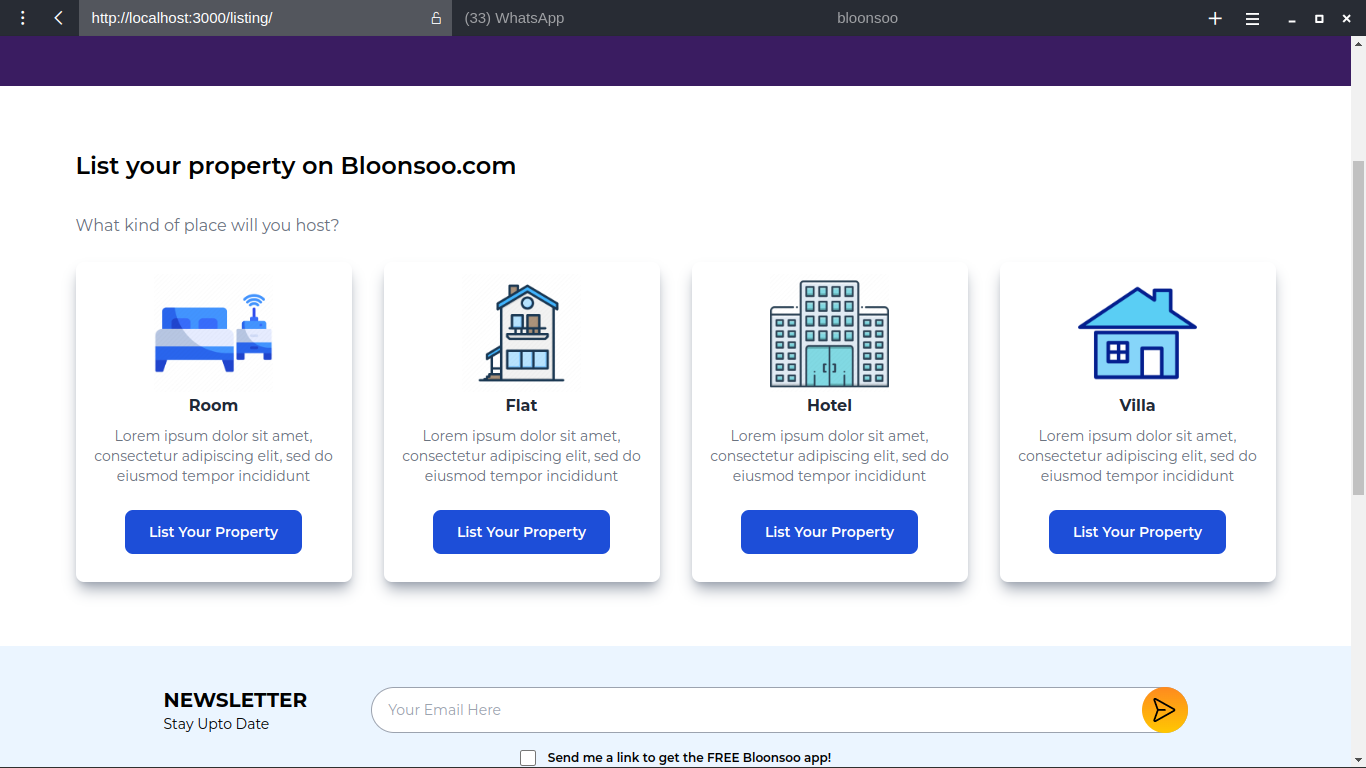 http://localhost:3000/listing/
(33) WhatsApp
bloonsoo
List your property on Bloonsoo.com
What kind of place will you host?
Room
Lorem ipsum dolor sit amet,
consectetur adipiscing elit, sed do
eiusmod tempor incididunt
List Your Property
Flat
Lorem ipsum dolor sit amet,
consectetur adipiscing elit, sed do
eiusmod tempor incididunt
List Your Property
Hotel
Lorem ipsum dolor sit amet,
consectetur adipiscing elit, sed do
eiusmod tempor incididunt
List Your Property
Villa
Lorem ipsum dolor sit amet,
consectetur adipiscing elit, sed do
eiusmod tempor incididunt
List Your Property
NEWSLETTER
Stay Upto Date
Your Email Here
Send me a link to get the FREE Bloonsoo app!